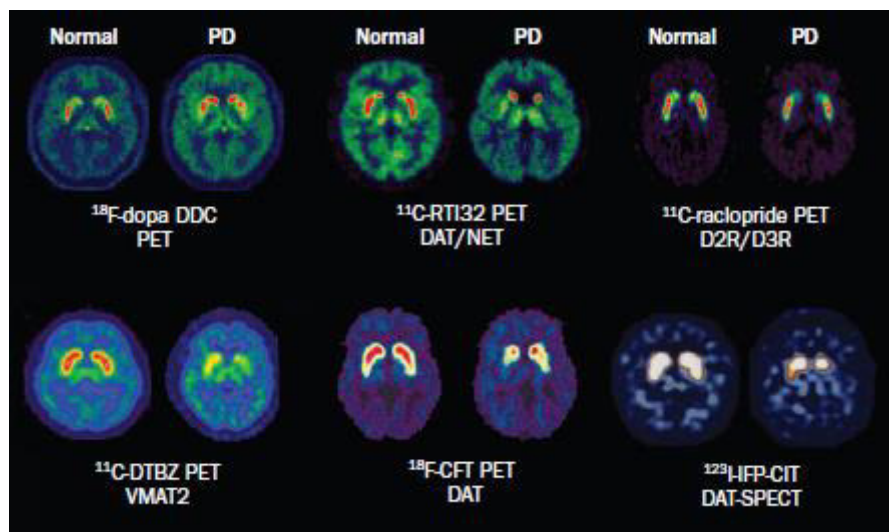 Normal PD
Normal PD
Normal PD
¹⁸F-dopa DDC
PET
¹¹C-RTI32 PET
DAT/NET
¹¹C-raclopride PET
D2R/D3R
¹¹C-DTBZ PET
VMAT2
¹⁸F-CFT PET
DAT
¹²³I-IFP-CIT
DAT-SPECT